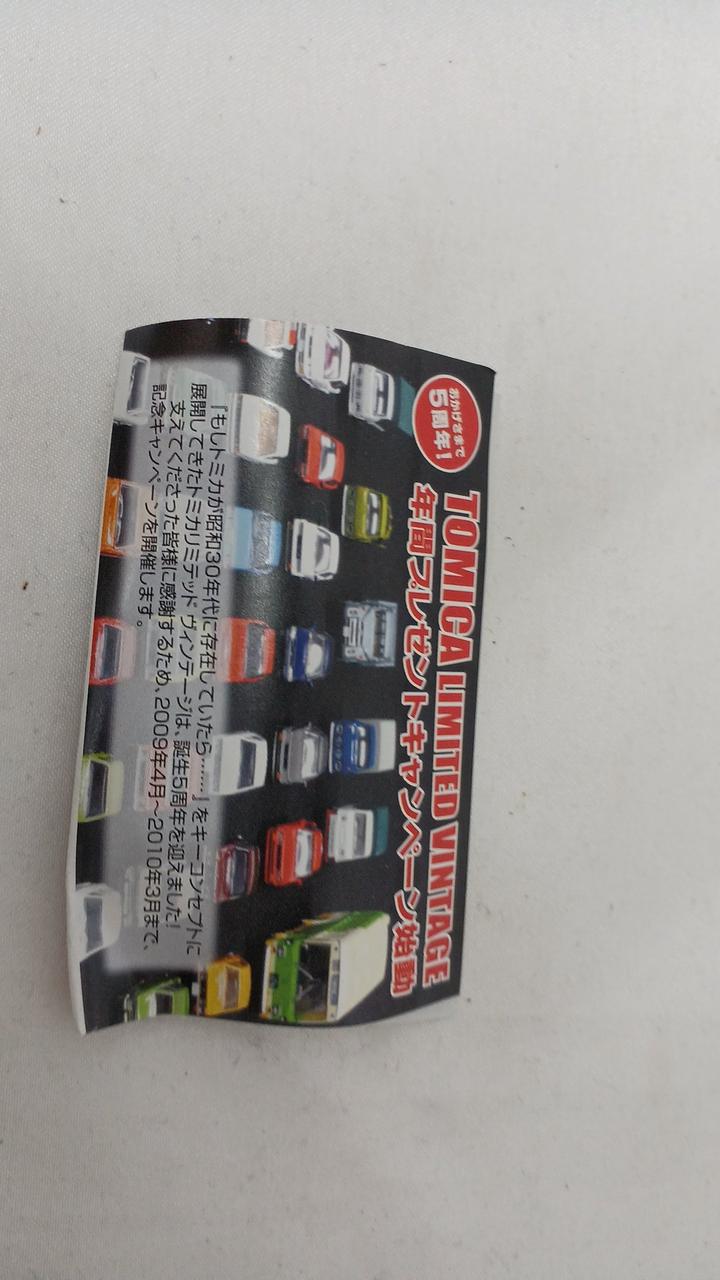 おかげさまで
5周年!
TOMICA LIMITED VINTAGE
年間プレゼントキャンペーン始動
『もしトミカが昭和30年代に存在していたら……』をキーコンセプトに
展開してきたトミカリミテッド ヴィンテージは、誕生5周年を迎えました!
支えてくださった皆様に感謝するため、2009年4月〜2010年3月まで、
記念キャンペーンを開催します。